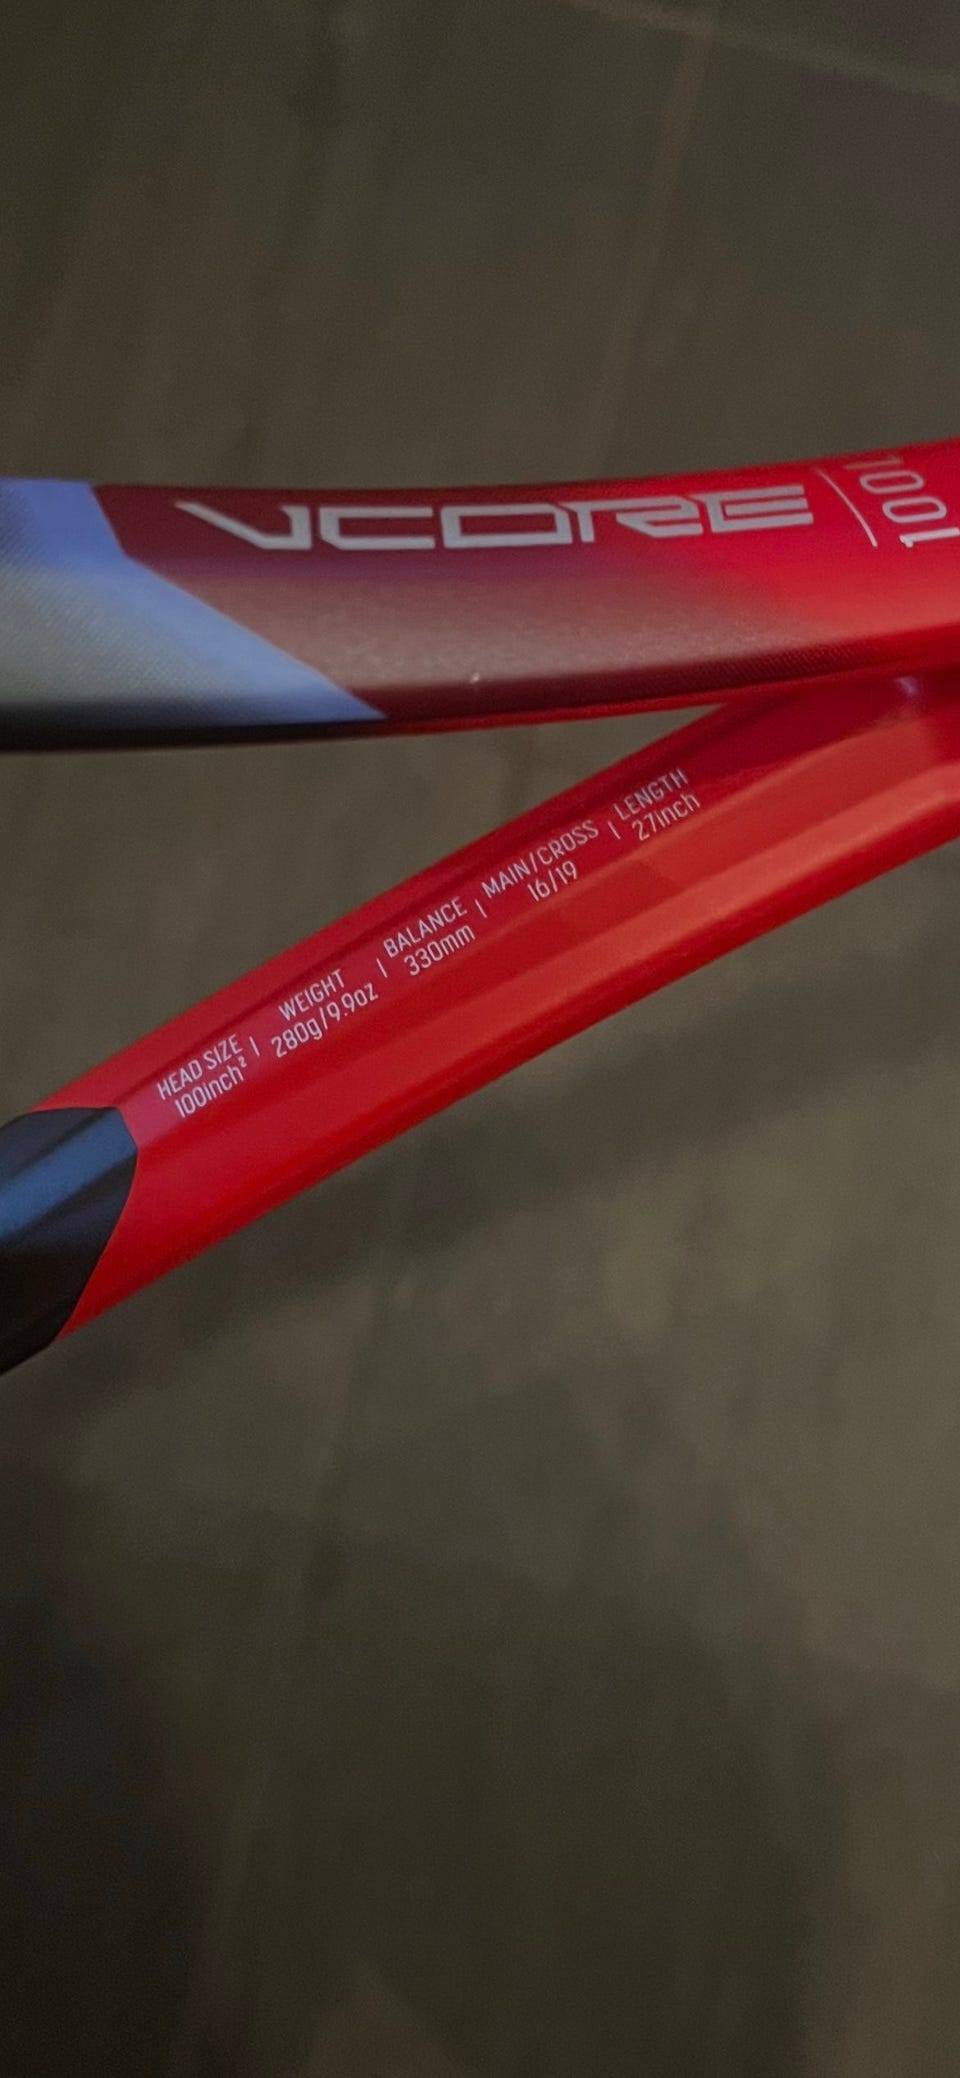 VCORE
100L
HEAD SIZE | WEIGHT | BALANCE | MAIN/CROSS | LENGTH
100inch² 280g/9.9oz 330mm 16/19 27inch